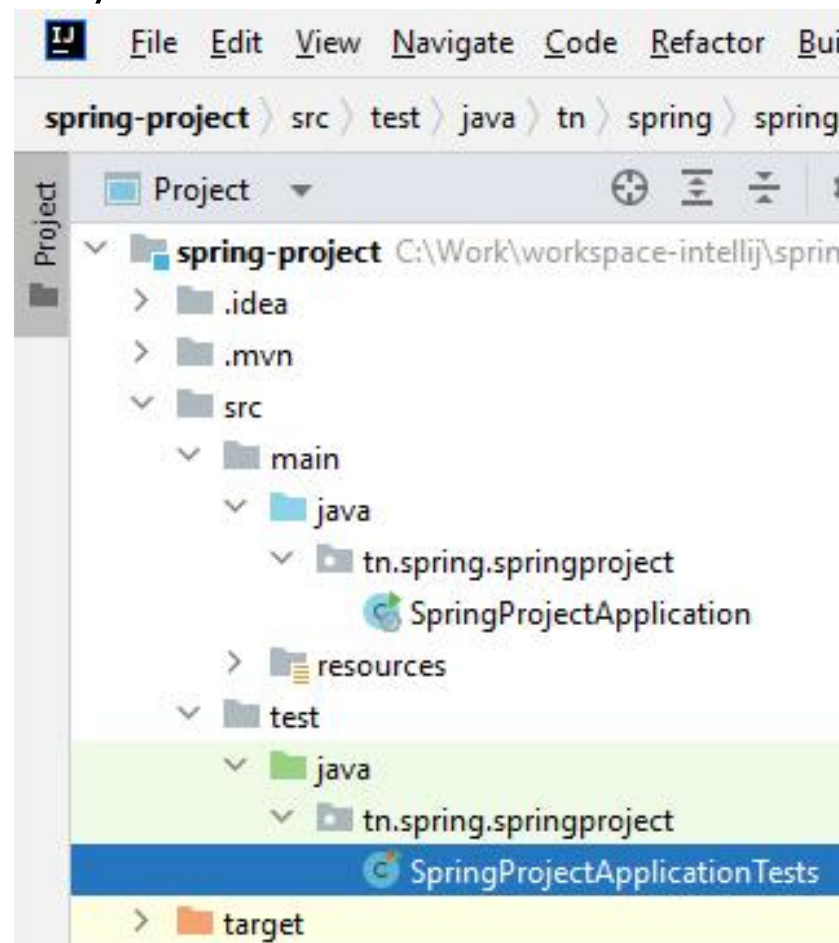 IJ File Edit View Navigate Code Refactor
spring-project src test java tn spring
Project Project
spring-project C:\Work\workspace-intellij\
.idea
.mvn
src
main
java
tn.spring.springproject
C SpringProjectApplication
resources
test
java
tn.spring.springproject
C SpringProjectApplicationTests
target